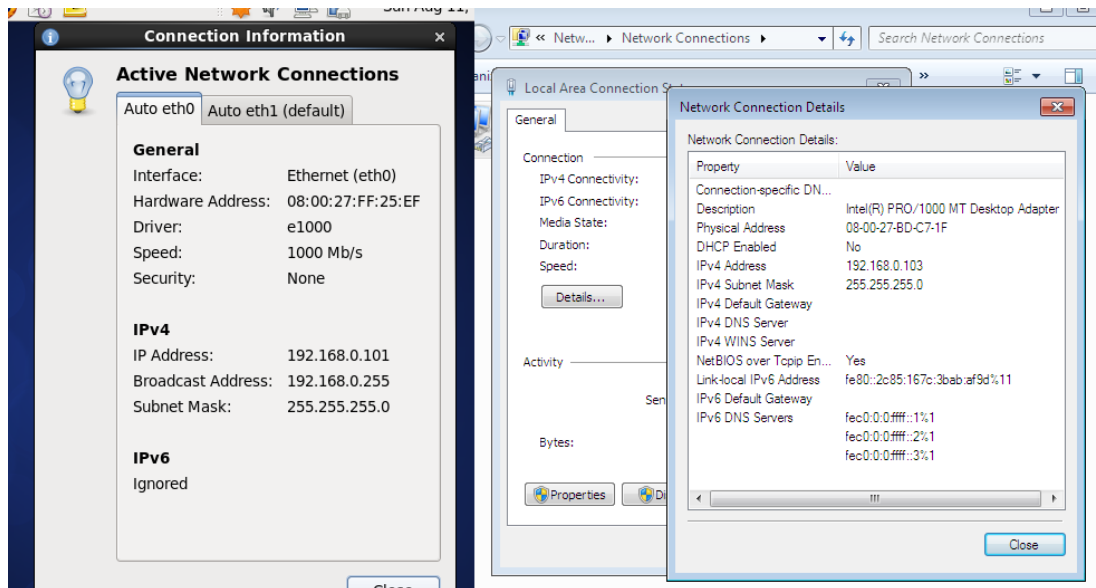 Sun Aug 11,
Connection Information
Active Network Connections
Auto eth0
Auto eth1 (default)
General
Interface: Ethernet (eth0)
Hardware Address: 08:00:27:FF:25:EF
Driver: e1000
Speed: 1000 Mb/s
Security: None
IPv4
IP Address: 192.168.0.101
Broadcast Address: 192.168.0.255
Subnet Mask: 255.255.255.0
IPv6
Ignored
Close
« Netw... Network Connections
Search Network Connections
»
Local Area Connection
General
Connection
IPv4 Connectivity:
IPv6 Connectivity:
Media State:
Duration:
Speed:
Details...
Activity
Sen
Bytes:
Properties
Di
Network Connection Details
Network Connection Details:
Property Value
Connection-specific DN...
Description Intel(R) PRO/1000 MT Desktop Adapter
Physical Address 08-00-27-BD-C7-1F
DHCP Enabled No
IPv4 Address 192.168.0.103
IPv4 Subnet Mask 255.255.255.0
IPv4 Default Gateway
IPv4 DNS Server
IPv4 WINS Server
NetBIOS over Tcpip En... Yes
Link-local IPv6 Address fe80::2c85:167c:3bab:af9d%11
IPv6 Default Gateway
IPv6 DNS Servers fec0:0:0:ffff::1%1
fec0:0:0:ffff::2%1
fec0:0:0:ffff::3%1
Close